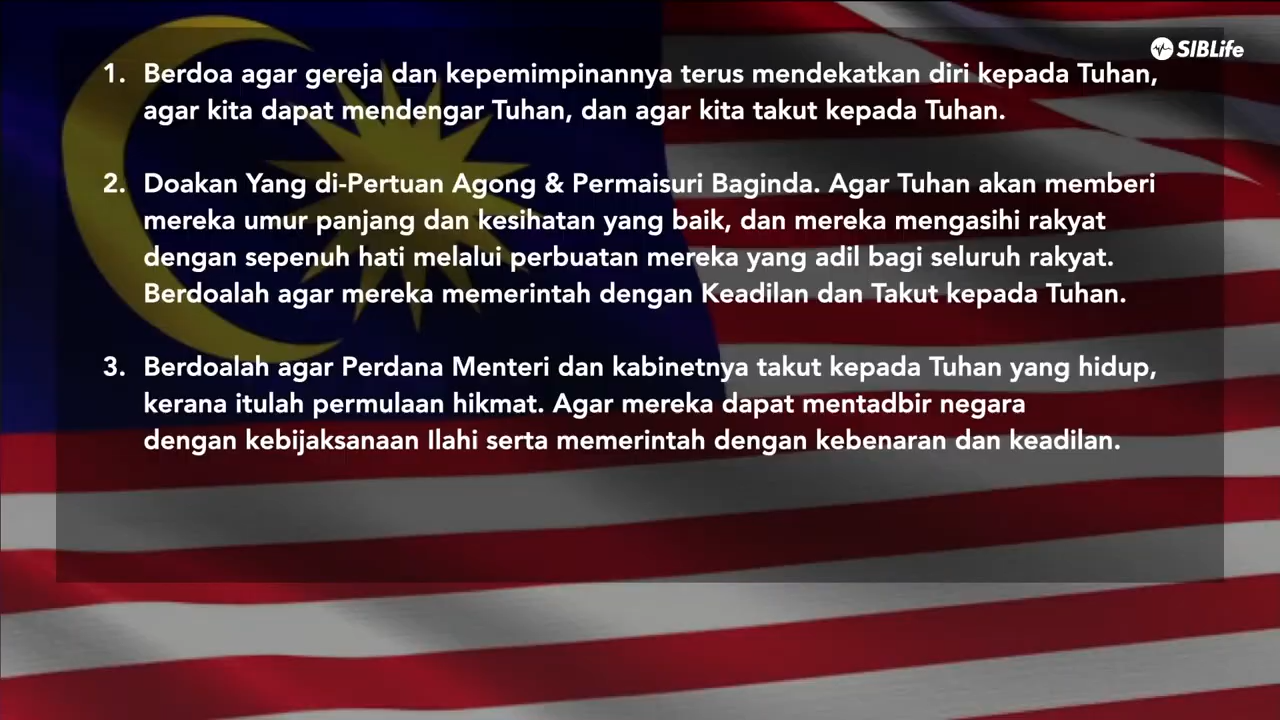 SIBLife
1. Berdoa agar gereja dan kepemimpinannya terus mendekatkan diri kepada Tuhan,
agar kita dapat mendengar Tuhan, dan agar kita takut kepada Tuhan.
2. Doakan Yang di-Pertuan Agong & Permaisuri Baginda. Agar Tuhan akan memberi
mereka umur panjang dan kesihatan yang baik, dan mereka mengasihi rakyat
dengan sepenuh hati melalui perbuatan mereka yang adil bagi seluruh rakyat.
Berdoalah agar mereka memerintah dengan Keadilan dan Takut kepada Tuhan.
3. Berdoalah agar Perdana Menteri dan kabinetnya takut kepada Tuhan yang hidup,
kerana itulah permulaan hikmat. Agar mereka dapat mentadbir negara
dengan kebijaksanaan Ilahi serta memerintah dengan kebenaran dan keadilan.